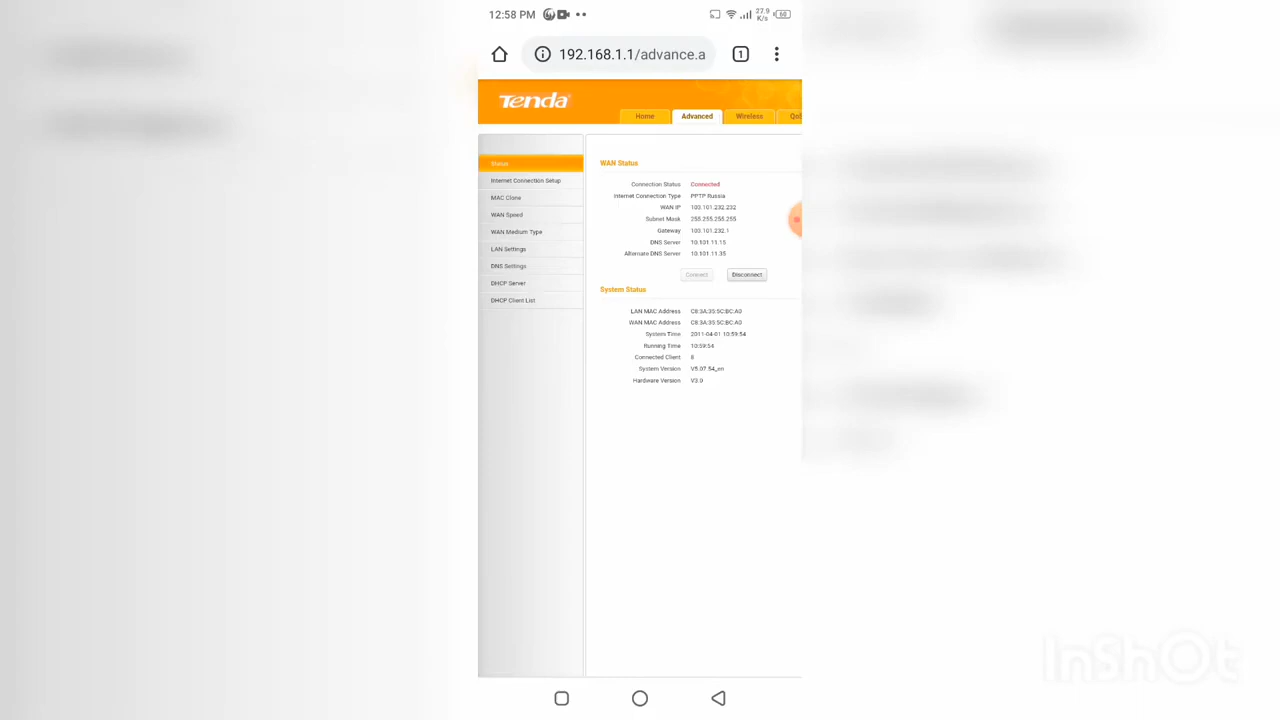 12:58 PM
27.9
K/s
60
192.168.1.1/advance.a
1
Tenda
Home
Advanced
Wireless
QoS
Status
Internet Connection Setup
MAC Clone
WAN Speed
WAN Medium Type
LAN Settings
DNS Settings
DHCP Server
DHCP Client List
WAN Status
Connection Status Connected
Internet Connection Type PPTP Russia
WAN IP 103.101.232.232
Subnet Mask 255.255.255.255
Gateway 103.101.232.1
DNS Server 10.101.11.15
Alternate DNS Server 10.101.11.35
Connect Disconnect
System Status
LAN MAC Address C8:3A:35:5C:BC:A0
WAN MAC Address C8:3A:35:5C:BC:A0
System Time 2011-04-01 10:59:54
Running Time 10:59:54
Connected Client 8
System Version V5.07.54_en
Hardware Version V3.0
InShOt